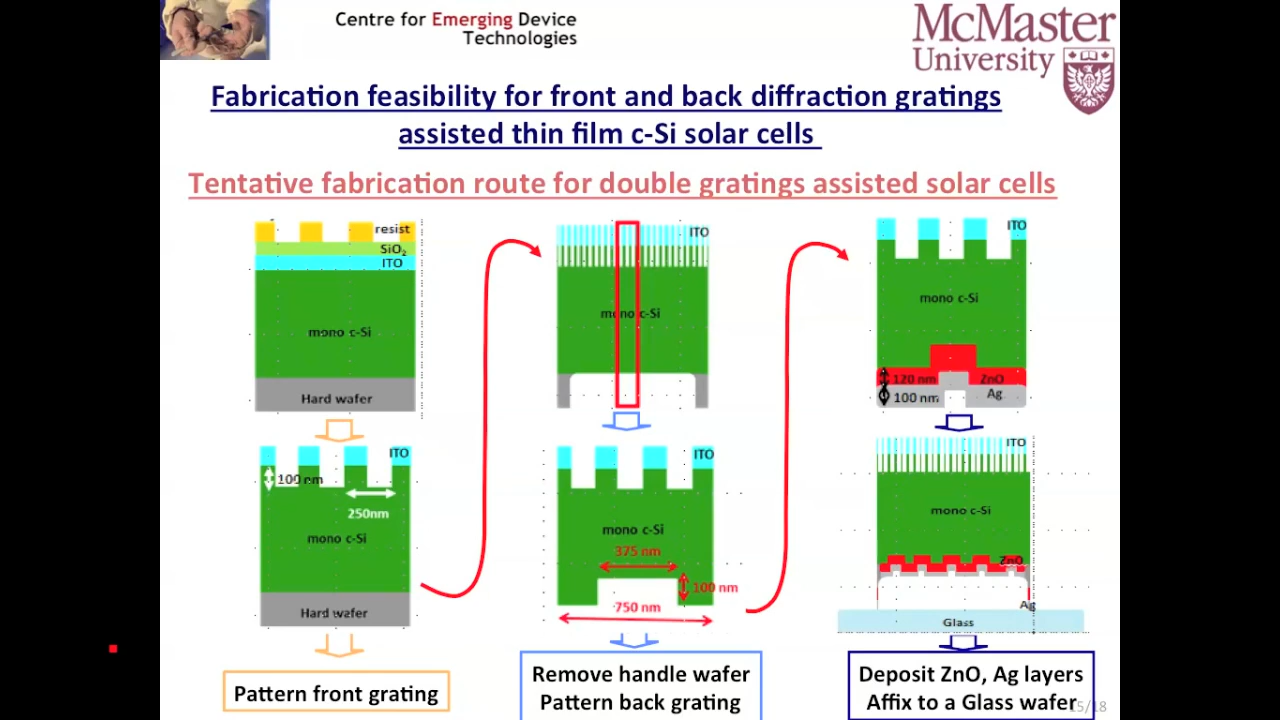 Centre for Emerging Device
Technologies
McMaster
University
Fabrication feasibility for front and back diffraction gratings
assisted thin film c-Si solar cells
Tentative fabrication route for double gratings assisted solar cells
resist
SiO₂
ITO
mono c-Si
Hard wafer
ITO
100 nm
250nm
mono c-Si
Hard wafer
Pattern front grating
ITO
mono c-Si
ITO
mono c-Si
375 nm
100 nm
750 nm
Remove handle wafer
Pattern back grating
ITO
mono c-Si
120 nm ZnO
100 nm Ag
ITO
mono c-Si
ZnO
Ag
Glass
Deposit ZnO, Ag layers
Affix to a Glass wafer
15/18